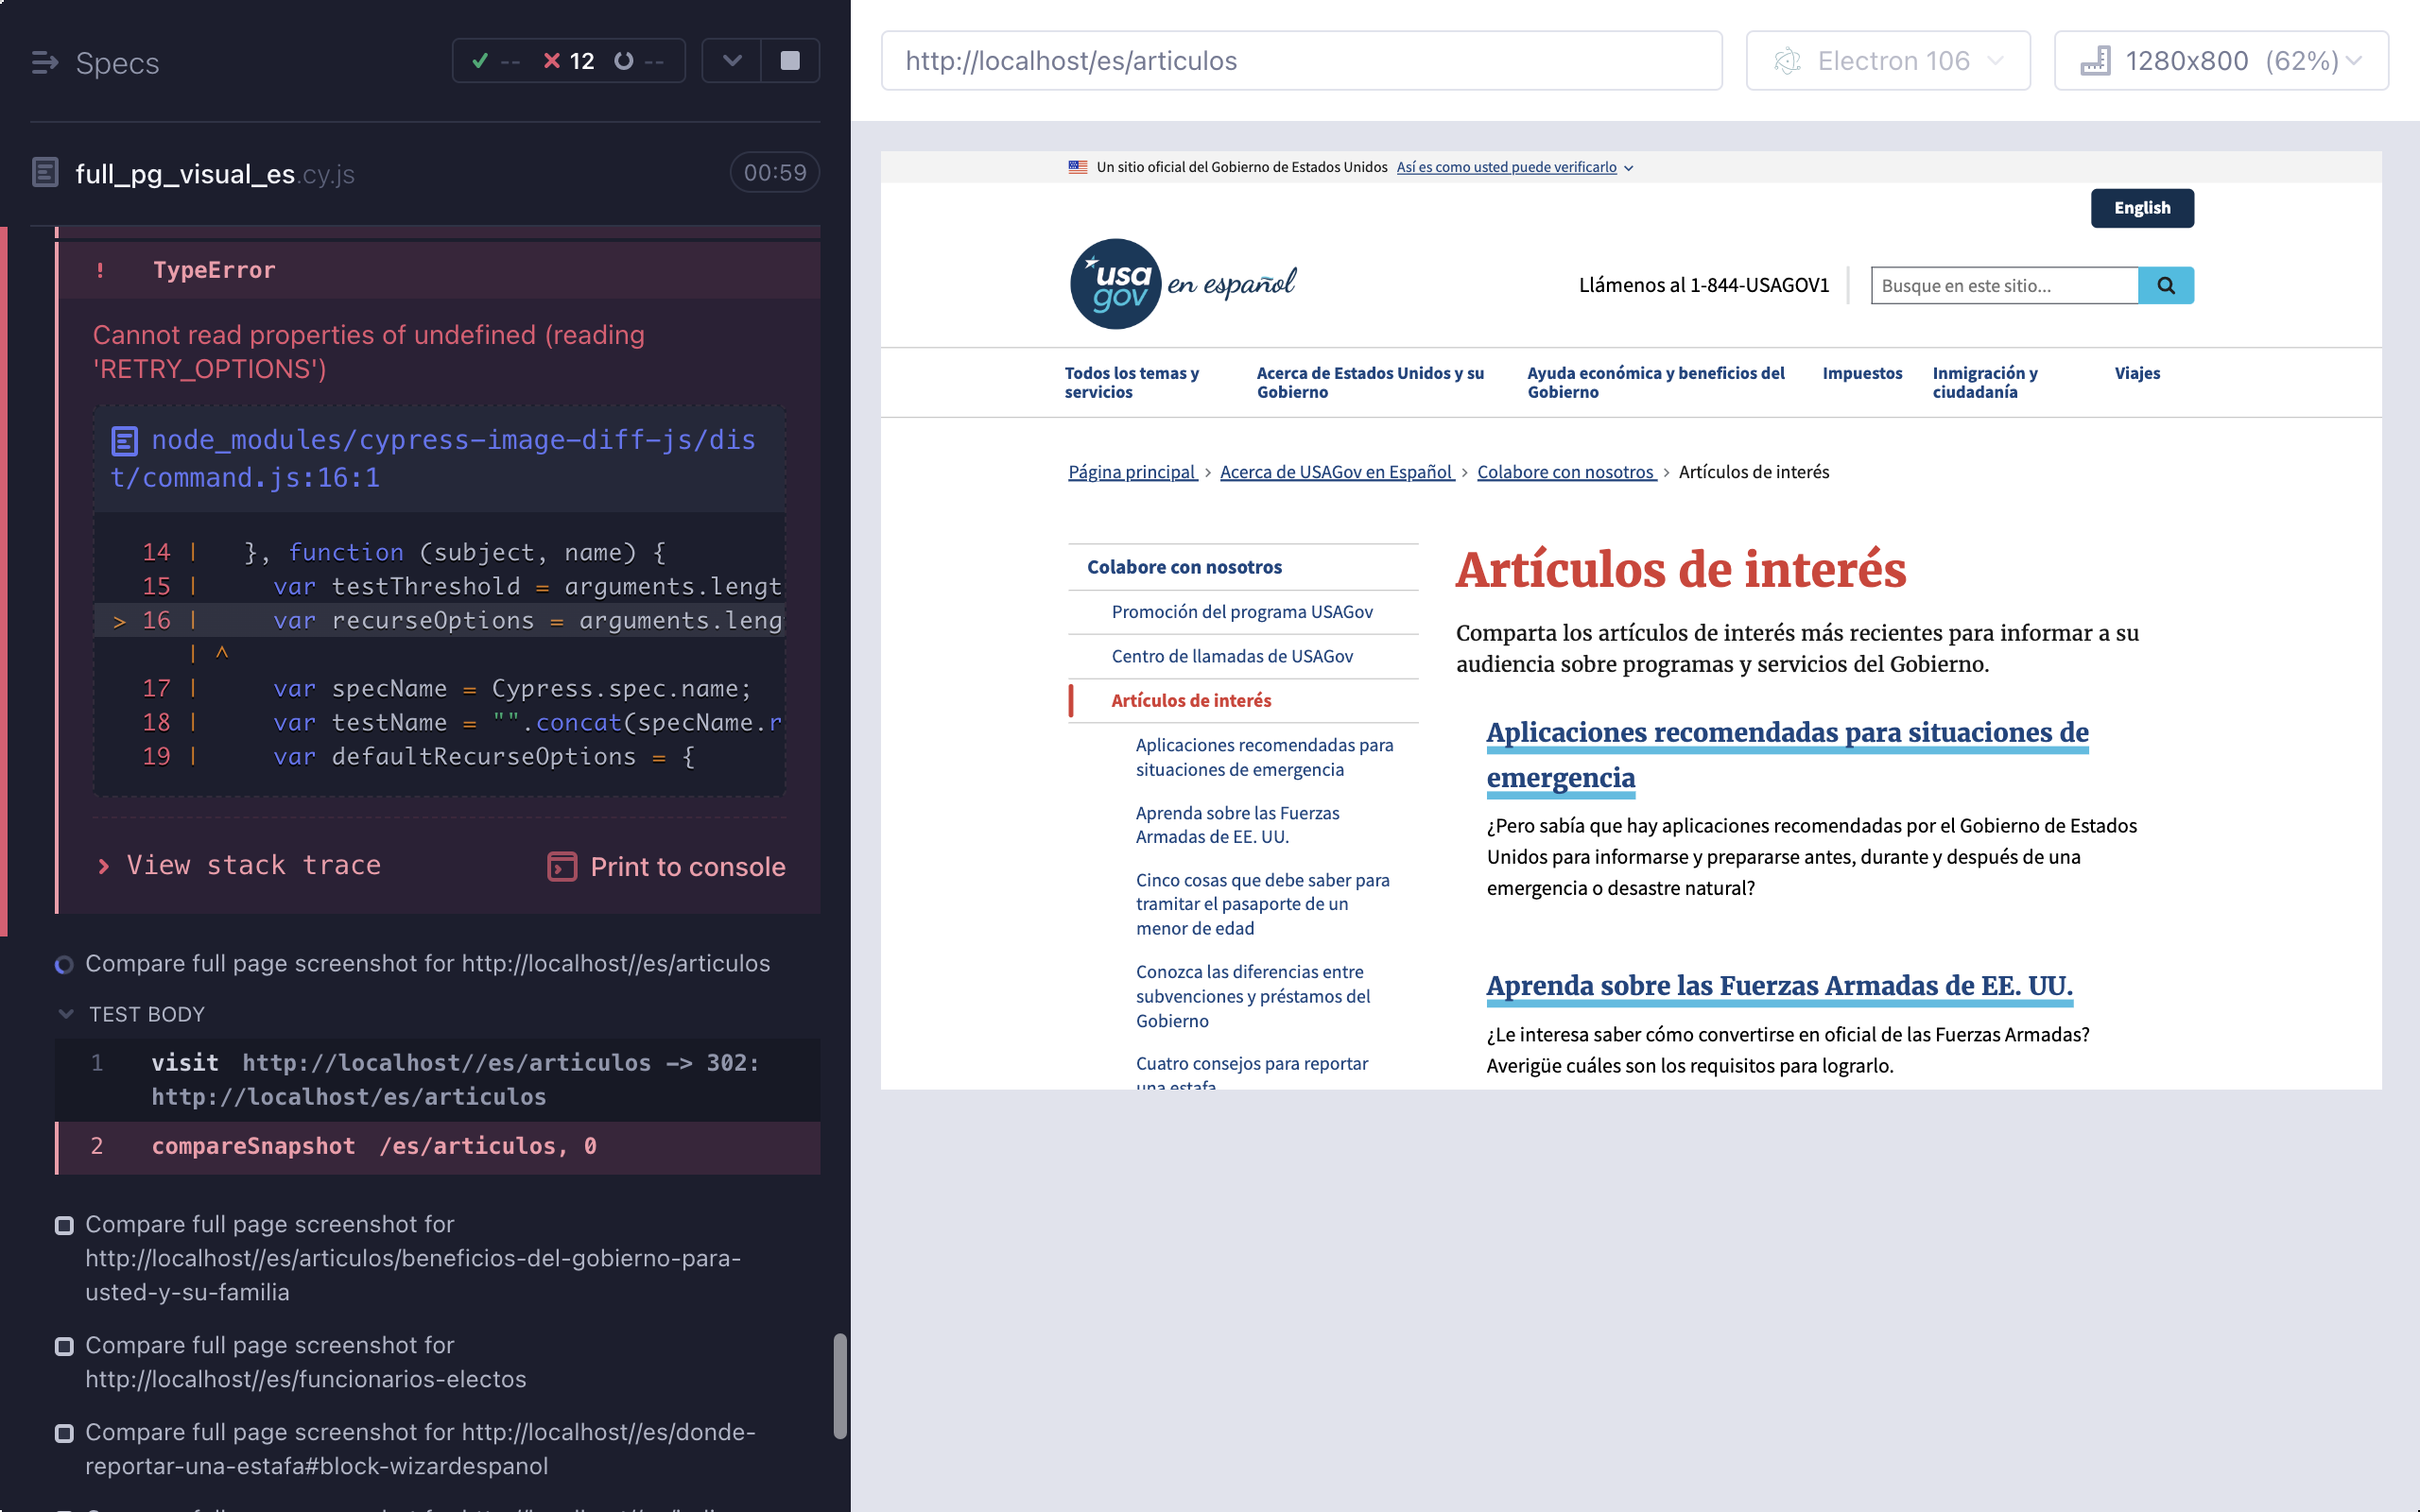 Specs
-- 12 --
full_pg_visual_es.cy.js 00:59
! TypeError
Cannot read properties of undefined (reading
'RETRY_OPTIONS')
node_modules/cypress-image-diff-js/dis
t/command.js:16:1
14 | }, function (subject, name) {
15 | var testThreshold = arguments.lengt
> 16 | var recurseOptions = arguments.leng
| ^
17 | var specName = Cypress.spec.name;
18 | var testName = "".concat(specName.r
19 | var defaultRecurseOptions = {
View stack trace Print to console
Compare full page screenshot for http://localhost//es/articulos
TEST BODY
1 visit http://localhost//es/articulos -> 302:
http://localhost/es/articulos
2 compareSnapshot /es/articulos, 0
Compare full page screenshot for
http://localhost//es/articulos/beneficios-del-gobierno-para-
usted-y-su-familia
Compare full page screenshot for
http://localhost//es/funcionarios-electos
Compare full page screenshot for http://localhost//es/donde-
reportar-una-estafa#block-wizardespanol
http://localhost/es/articulos
Electron 106
1280x800 (62%)
Un sitio oficial del Gobierno de Estados Unidos Así es como usted puede verificarlo
English
usa
gov
en español
Llámenos al 1-844-USAGOV1
Busque en este sitio...
Todos los temas y
servicios
Acerca de Estados Unidos y su
Gobierno
Ayuda económica y beneficios del
Gobierno
Impuestos
Inmigración y
ciudadanía
Viajes
Página principal > Acerca de USAGov en Español > Colabore con nosotros > Artículos de interés
Colabore con nosotros
Promoción del programa USAGov
Centro de llamadas de USAGov
Artículos de interés
Aplicaciones recomendadas para
situaciones de emergencia
Aprenda sobre las Fuerzas
Armadas de EE. UU.
Cinco cosas que debe saber para
tramitar el pasaporte de un
menor de edad
Conozca las diferencias entre
subvenciones y préstamos del
Gobierno
Cuatro consejos para reportar
una estafa
Artículos de interés
Comparta los artículos de interés más recientes para informar a su
audiencia sobre programas y servicios del Gobierno.
Aplicaciones recomendadas para situaciones de
emergencia
¿Pero sabía que hay aplicaciones recomendadas por el Gobierno de Estados
Unidos para informarse y prepararse antes, durante y después de una
emergencia o desastre natural?
Aprenda sobre las Fuerzas Armadas de EE. UU.
¿Le interesa saber cómo convertirse en oficial de las Fuerzas Armadas?
Averigüe cuáles son los requisitos para lograrlo.